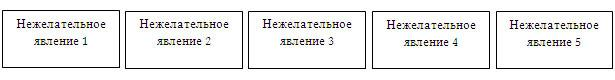 Нежелательное
явление 1
Нежелательное
явление 2
Нежелательное
явление 3
Нежелательное
явление 4
Нежелательное
явление 5